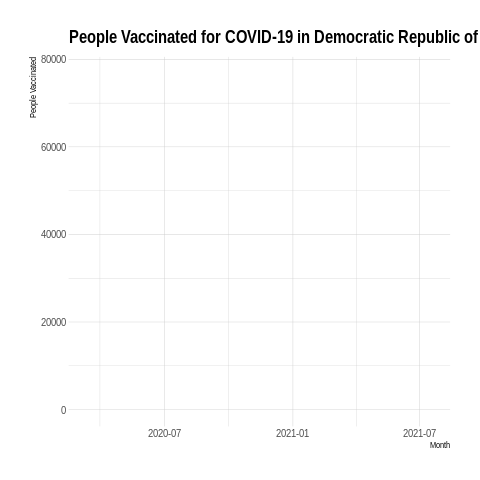 People Vaccinated for COVID-19 in Democratic Republic of
People Vaccinated
80000
60000
40000
20000
0
2020-07 2021-01 2021-07
Month